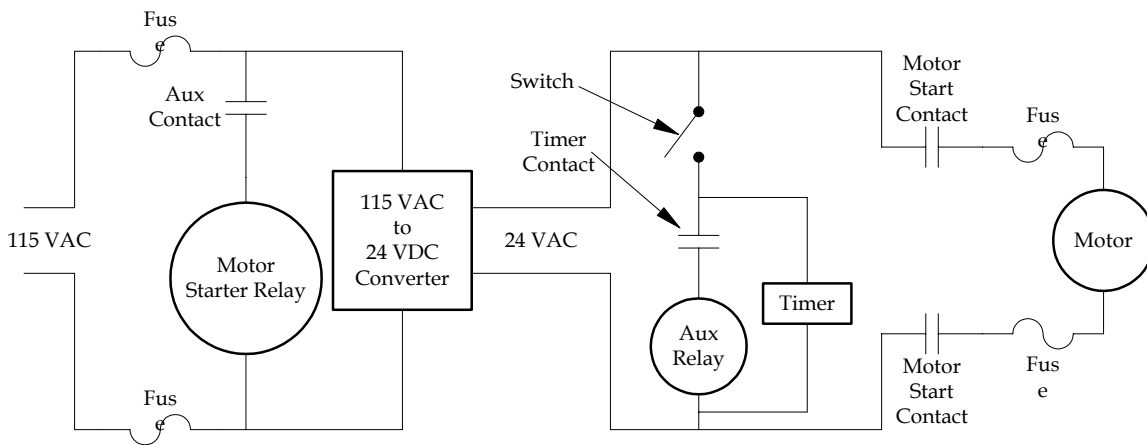 Fus
e
Aux
Contact
115 VAC
Motor
Starter Relay
Fus
e
115 VAC
to
24 VDC
Converter
24 VAC
Switch
Timer
Contact
Aux
Relay
Timer
Motor
Start
Contact
Fus
e
Motor
Motor
Start
Contact
Fus
e